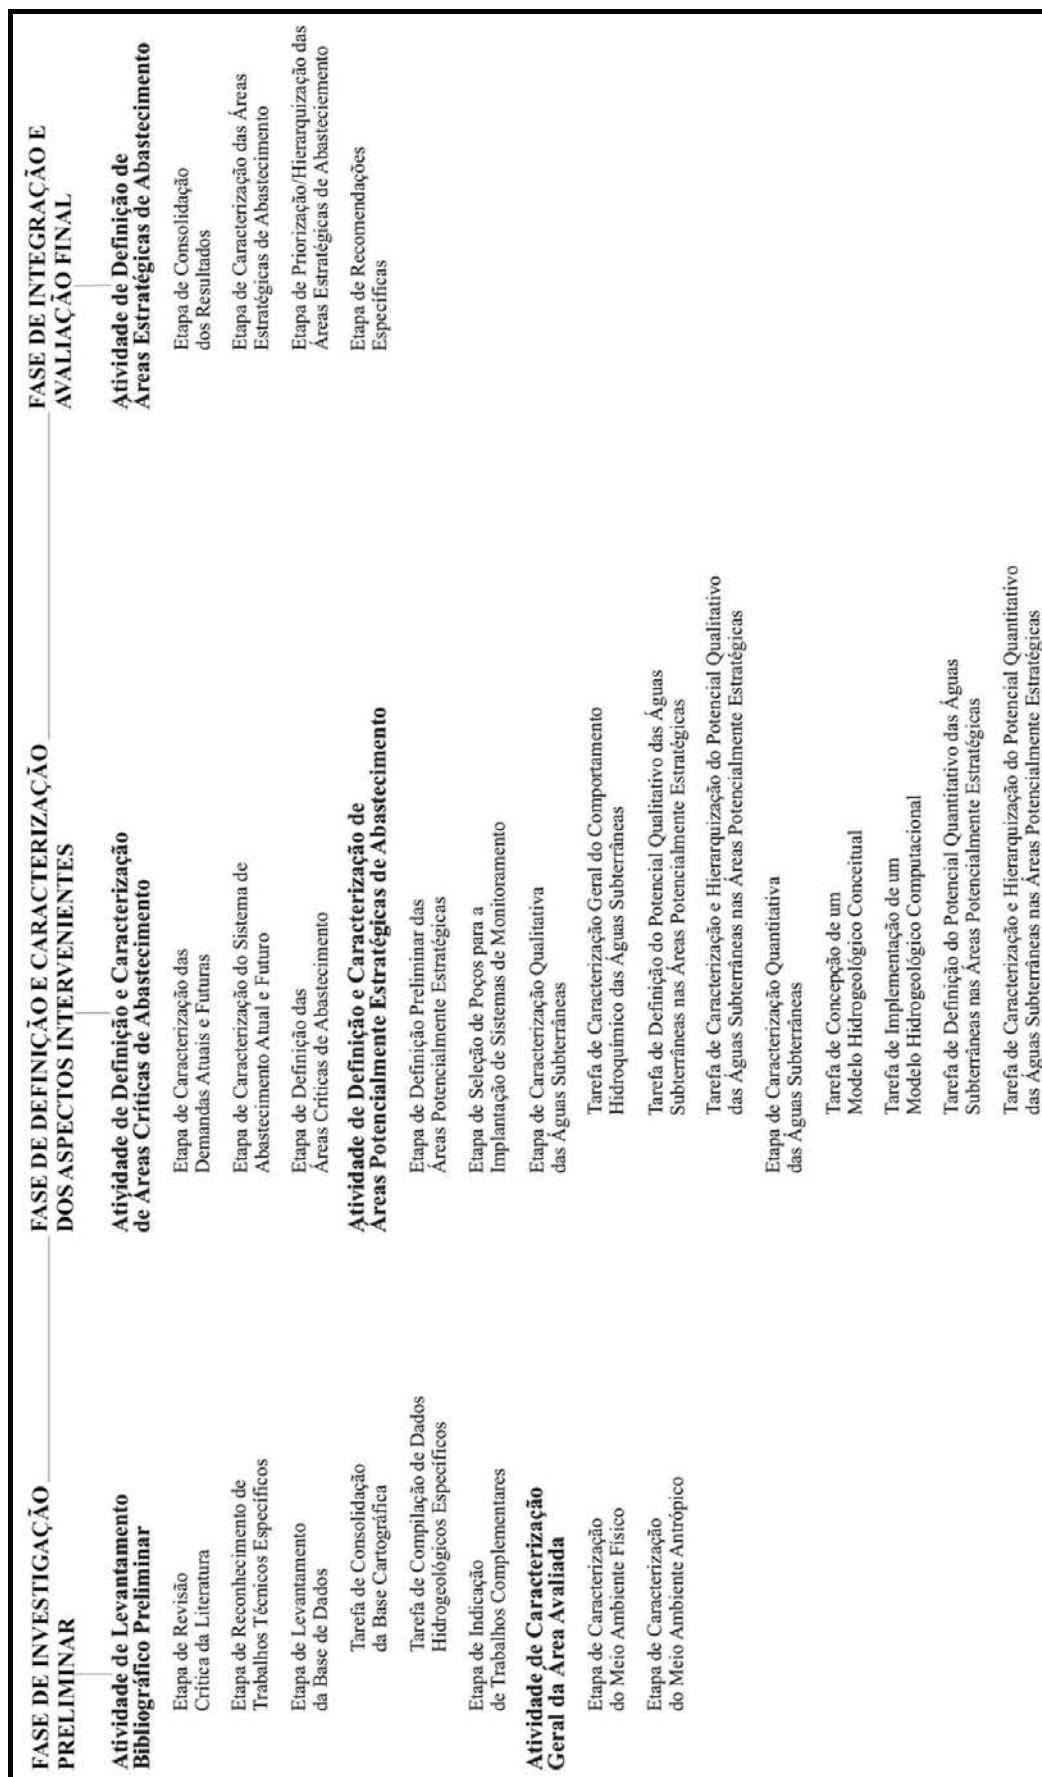 FASE DE INVESTIGAÇÃO
PRELIMINAR
Atividade de Levantamento
Bibliográfico Preliminar
Etapa de Revisão
Crítica da Literatura
Etapa de Reconhecimento de
Trabalhos Técnicos Específicos
Etapa de Levantamento
da Base de Dados
Tarefa de Consolidação
da Base Cartográfica
Tarefa de Compilação de Dados
Hidrogeológicos Específicos
Etapa de Indicação
de Trabalhos Complementares
Atividade de Caracterização
Geral da Área Avaliada
Etapa de Caracterização
do Meio Ambiente Físico
Etapa de Caracterização
do Meio Ambiente Antrópico
FASE DE DEFINIÇÃO E CARACTERIZAÇÃO
DOS ASPECTOS INTERVENIENTES
Atividade de Definição e Caracterização
de Áreas Críticas de Abastecimento
Etapa de Caracterização das
Demandas Atuais e Futuras
Etapa de Caracterização do Sistema de
Abastecimento Atual e Futuro
Etapa de Definição das
Áreas Críticas de Abastecimento
Atividade de Definição e Caracterização de
Áreas Potencialmente Estratégicas de Abastecimento
Etapa de Definição Preliminar das
Áreas Potencialmente Estratégicas
Etapa de Seleção de Poços para a
Implantação de Sistemas de Monitoramento
Etapa de Caracterização Qualitativa
das Águas Subterrâneas
Tarefa de Caracterização Geral do Comportamento
Hidroquímico das Águas Subterrâneas
Tarefa de Definição do Potencial Qualitativo das Águas
Subterrâneas nas Áreas Potencialmente Estratégicas
Tarefa de Caracterização e Hierarquização do Potencial Qualitativo
das Águas Subterrâneas nas Áreas Potencialmente Estratégicas
Etapa de Caracterização Quantitativa
das Águas Subterrâneas
Tarefa de Concepção de um
Modelo Hidrogeológico Conceitual
Tarefa de Implementação de um
Modelo Hidrogeológico Computacional
Tarefa de Definição do Potencial Quantitativo das Águas
Subterrâneas nas Áreas Potencialmente Estratégicas
Tarefa de Caracterização e Hierarquização do Potencial Quantitativo
das Águas Subterrâneas nas Áreas Potencialmente Estratégicas
FASE DE INTEGRAÇÃO E
AVALIAÇÃO FINAL
Atividade de Definição de
Áreas Estratégicas de Abastecimento
Etapa de Consolidação
dos Resultados
Etapa de Caracterização das Áreas
Estratégicas de Abastecimento
Etapa de Priorização/Hierarquização das
Áreas Estratégicas de Abasteciemento
Etapa de Recomendações
Específicas